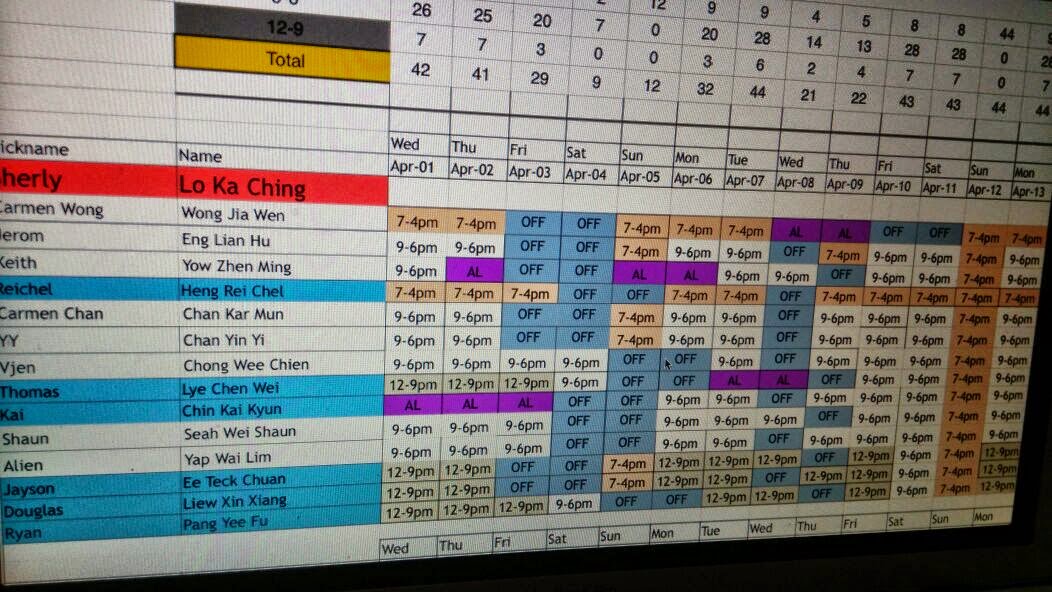 12 9 9 4 5 8 8 44
26 25 20 7 0 20 28 14 13 28 28 0 28
12-9 7 7 3 0 0 3 6 2 4 7 7 0 7
Total 42 41 29 9 12 32 44 21 22 43 43 44 44
ickname Name Wed Thu Fri Sat Sun Mon Tue Wed Thu Fri Sat Sun Mon
Apr-01 Apr-02 Apr-03 Apr-04 Apr-05 Apr-06 Apr-07 Apr-08 Apr-09 Apr-10 Apr-11 Apr-12 Apr-13
herly Lo Ka Ching
Carmen Wong Wong Jia Wen 7-4pm 7-4pm OFF OFF 7-4pm 7-4pm 7-4pm AL AL OFF OFF 7-4pm 7-4pm
Jerom Eng Lian Hu 9-6pm 9-6pm OFF OFF 7-4pm 9-6pm 9-6pm OFF 7-4pm 9-6pm 9-6pm 7-4pm 9-6pm
Keith Yow Zhen Ming 9-6pm AL OFF OFF AL AL 9-6pm 9-6pm OFF 9-6pm 9-6pm 7-4pm 9-6pm
Reichel Heng Rei Chel 7-4pm 7-4pm 7-4pm OFF OFF 7-4pm 7-4pm OFF 7-4pm 7-4pm 7-4pm 7-4pm 7-4pm
Carmen Chan Chan Kar Mun 9-6pm 9-6pm OFF OFF 7-4pm 9-6pm 9-6pm OFF 9-6pm 9-6pm 9-6pm 7-4pm 9-6pm
YY Chan Yin Yi 9-6pm 9-6pm OFF OFF 7-4pm 9-6pm 9-6pm OFF 9-6pm 9-6pm 9-6pm 7-4pm 9-6pm
Vjen Chong Wee Chien 9-6pm 9-6pm 9-6pm 9-6pm OFF OFF 9-6pm 9-6pm 9-6pm 9-6pm 9-6pm 7-4pm 9-6pm
Thomas Lye Chen Wei 12-9pm 12-9pm 12-9pm 9-6pm OFF OFF AL AL OFF 9-6pm 9-6pm 7-4pm 9-6pm
Kai Chin Kai Kyun AL AL AL OFF OFF 9-6pm 9-6pm OFF 9-6pm 9-6pm 9-6pm 7-4pm 9-6pm
Shaun Seah Wei Shaun 9-6pm 9-6pm 9-6pm OFF OFF 9-6pm 9-6pm 9-6pm OFF 9-6pm 9-6pm 7-4pm 9-6pm
Alien Yap Wai Lim 9-6pm 9-6pm 9-6pm OFF OFF 9-6pm 9-6pm OFF 9-6pm 9-6pm 9-6pm 7-4pm 9-6pm
Jayson Ee Teck Chuan 12-9pm 12-9pm OFF OFF 7-4pm 12-9pm 12-9pm 12-9pm OFF 12-9pm 9-6pm 7-4pm 12-9pm
Douglas Liew Xin Xiang 12-9pm 12-9pm OFF OFF 7-4pm 12-9pm 12-9pm OFF 12-9pm 12-9pm 9-6pm 7-4pm 12-9pm
Ryan Pang Yee Fu 12-9pm 12-9pm 12-9pm 9-6pm OFF OFF 12-9pm 12-9pm OFF 12-9pm 9-6pm 7-4pm 12-9pm
Wed Thu Fri Sat Sun Mon Tue Wed Thu Fri Sat Sun Mon